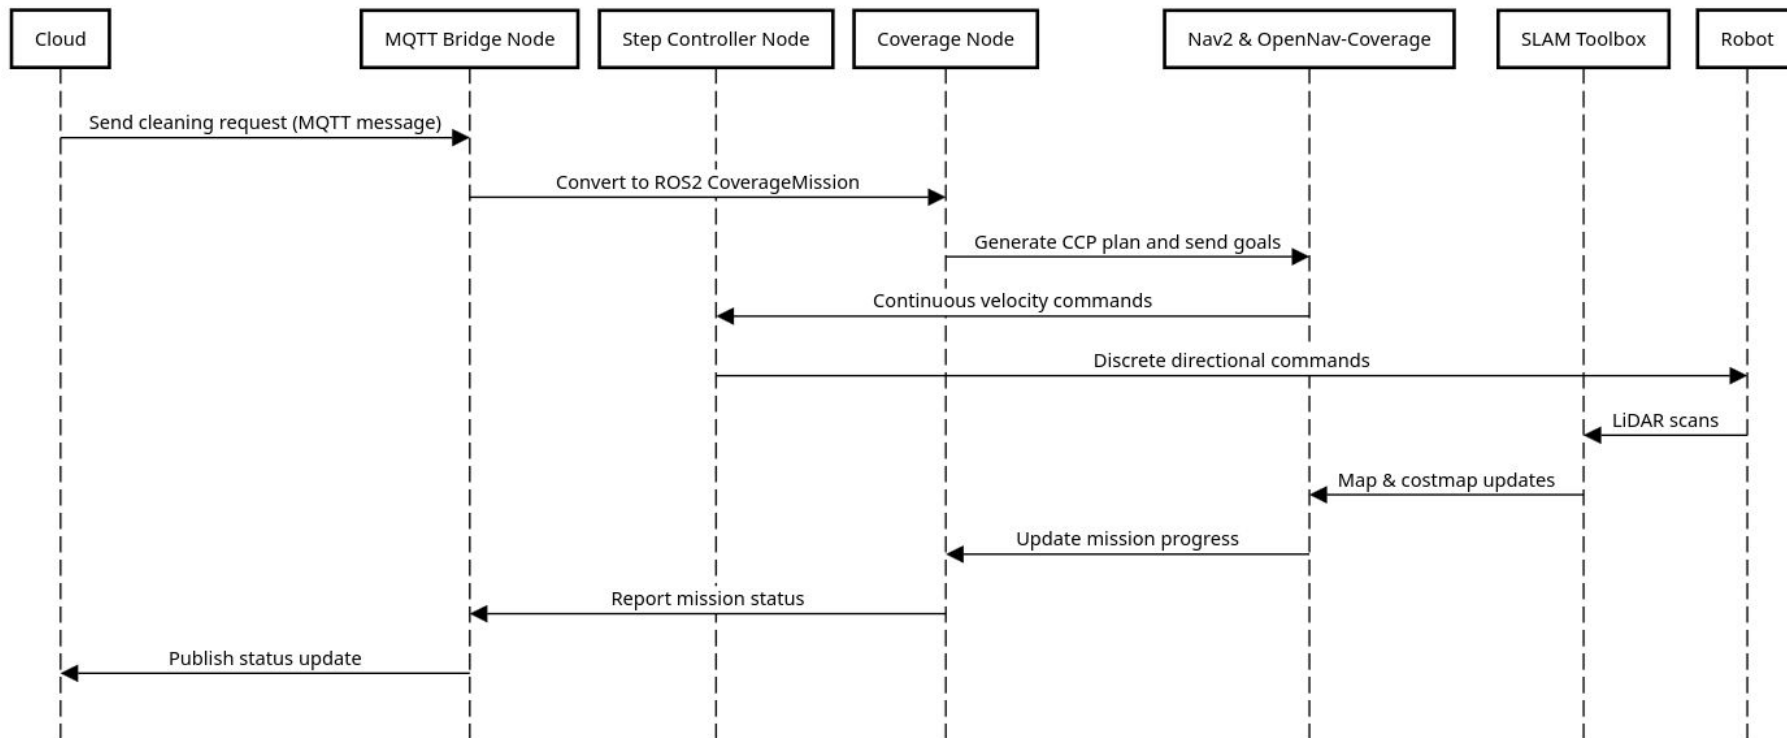 Cloud
MQTT Bridge Node
Step Controller Node
Coverage Node
Nav2 & OpenNav-Coverage
SLAM Toolbox
Robot
Send cleaning request (MQTT message)
Convert to ROS2 CoverageMission
Generate CCP plan and send goals
Continuous velocity commands
Discrete directional commands
LiDAR scans
Map & costmap updates
Update mission progress
Report mission status
Publish status update